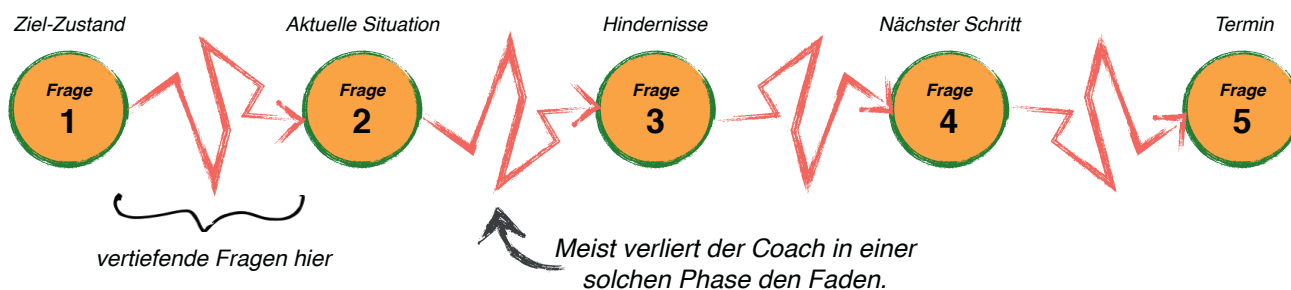 Ziel-Zustand
Aktuelle Situation
Hindernisse
Nächster Schritt
Termin
Frage
1
Frage
2
Frage
3
Frage
4
Frage
5
vertiefende Fragen hier
Meist verliert der Coach in einer
solchen Phase den Faden.